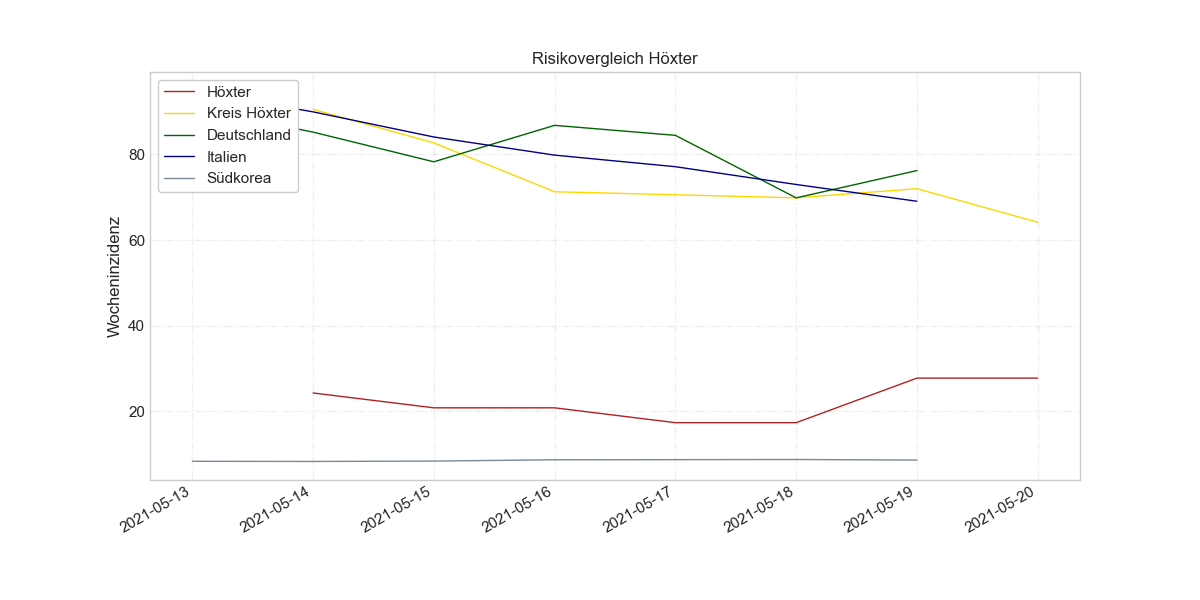 Risikovergleich Höxter
Höxter
Kreis Höxter
Deutschland
Italien
Südkorea
Wocheninzidenz
80
60
40
20
2021-05-13
2021-05-14
2021-05-15
2021-05-16
2021-05-17
2021-05-18
2021-05-19
2021-05-20